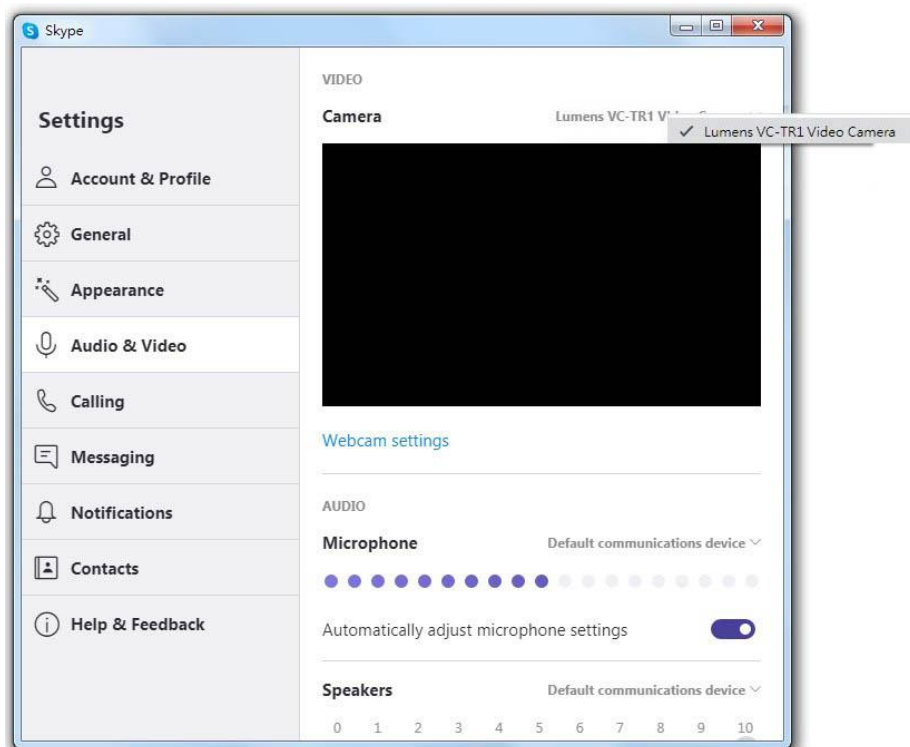 Skype
Settings
Account & Profile
General
Appearance
Audio & Video
Calling
Messaging
Notifications
Contacts
Help & Feedback
VIDEO
Camera Lumens VC-TR1
Lumens VC-TR1 Video Camera
Webcam settings
AUDIO
Microphone Default communications device
Automatically adjust microphone settings
Speakers Default communications device
0 1 2 3 4 5 6 7 8 9 10